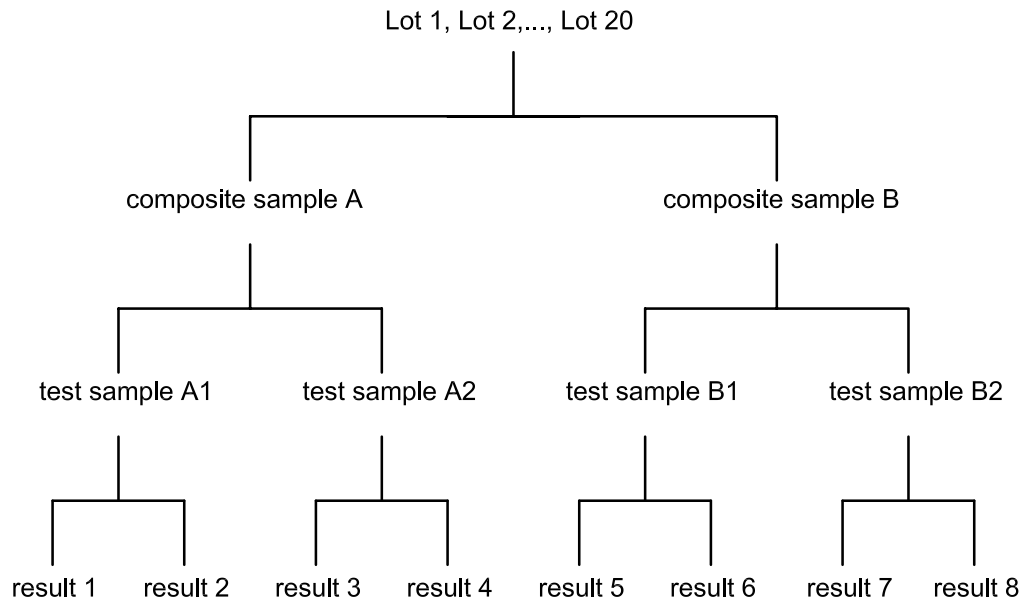 Lot 1, Lot 2,..., Lot 20
composite sample A composite sample B
test sample A1 test sample A2 test sample B1 test sample B2
result 1 result 2 result 3 result 4 result 5 result 6 result 7 result 8